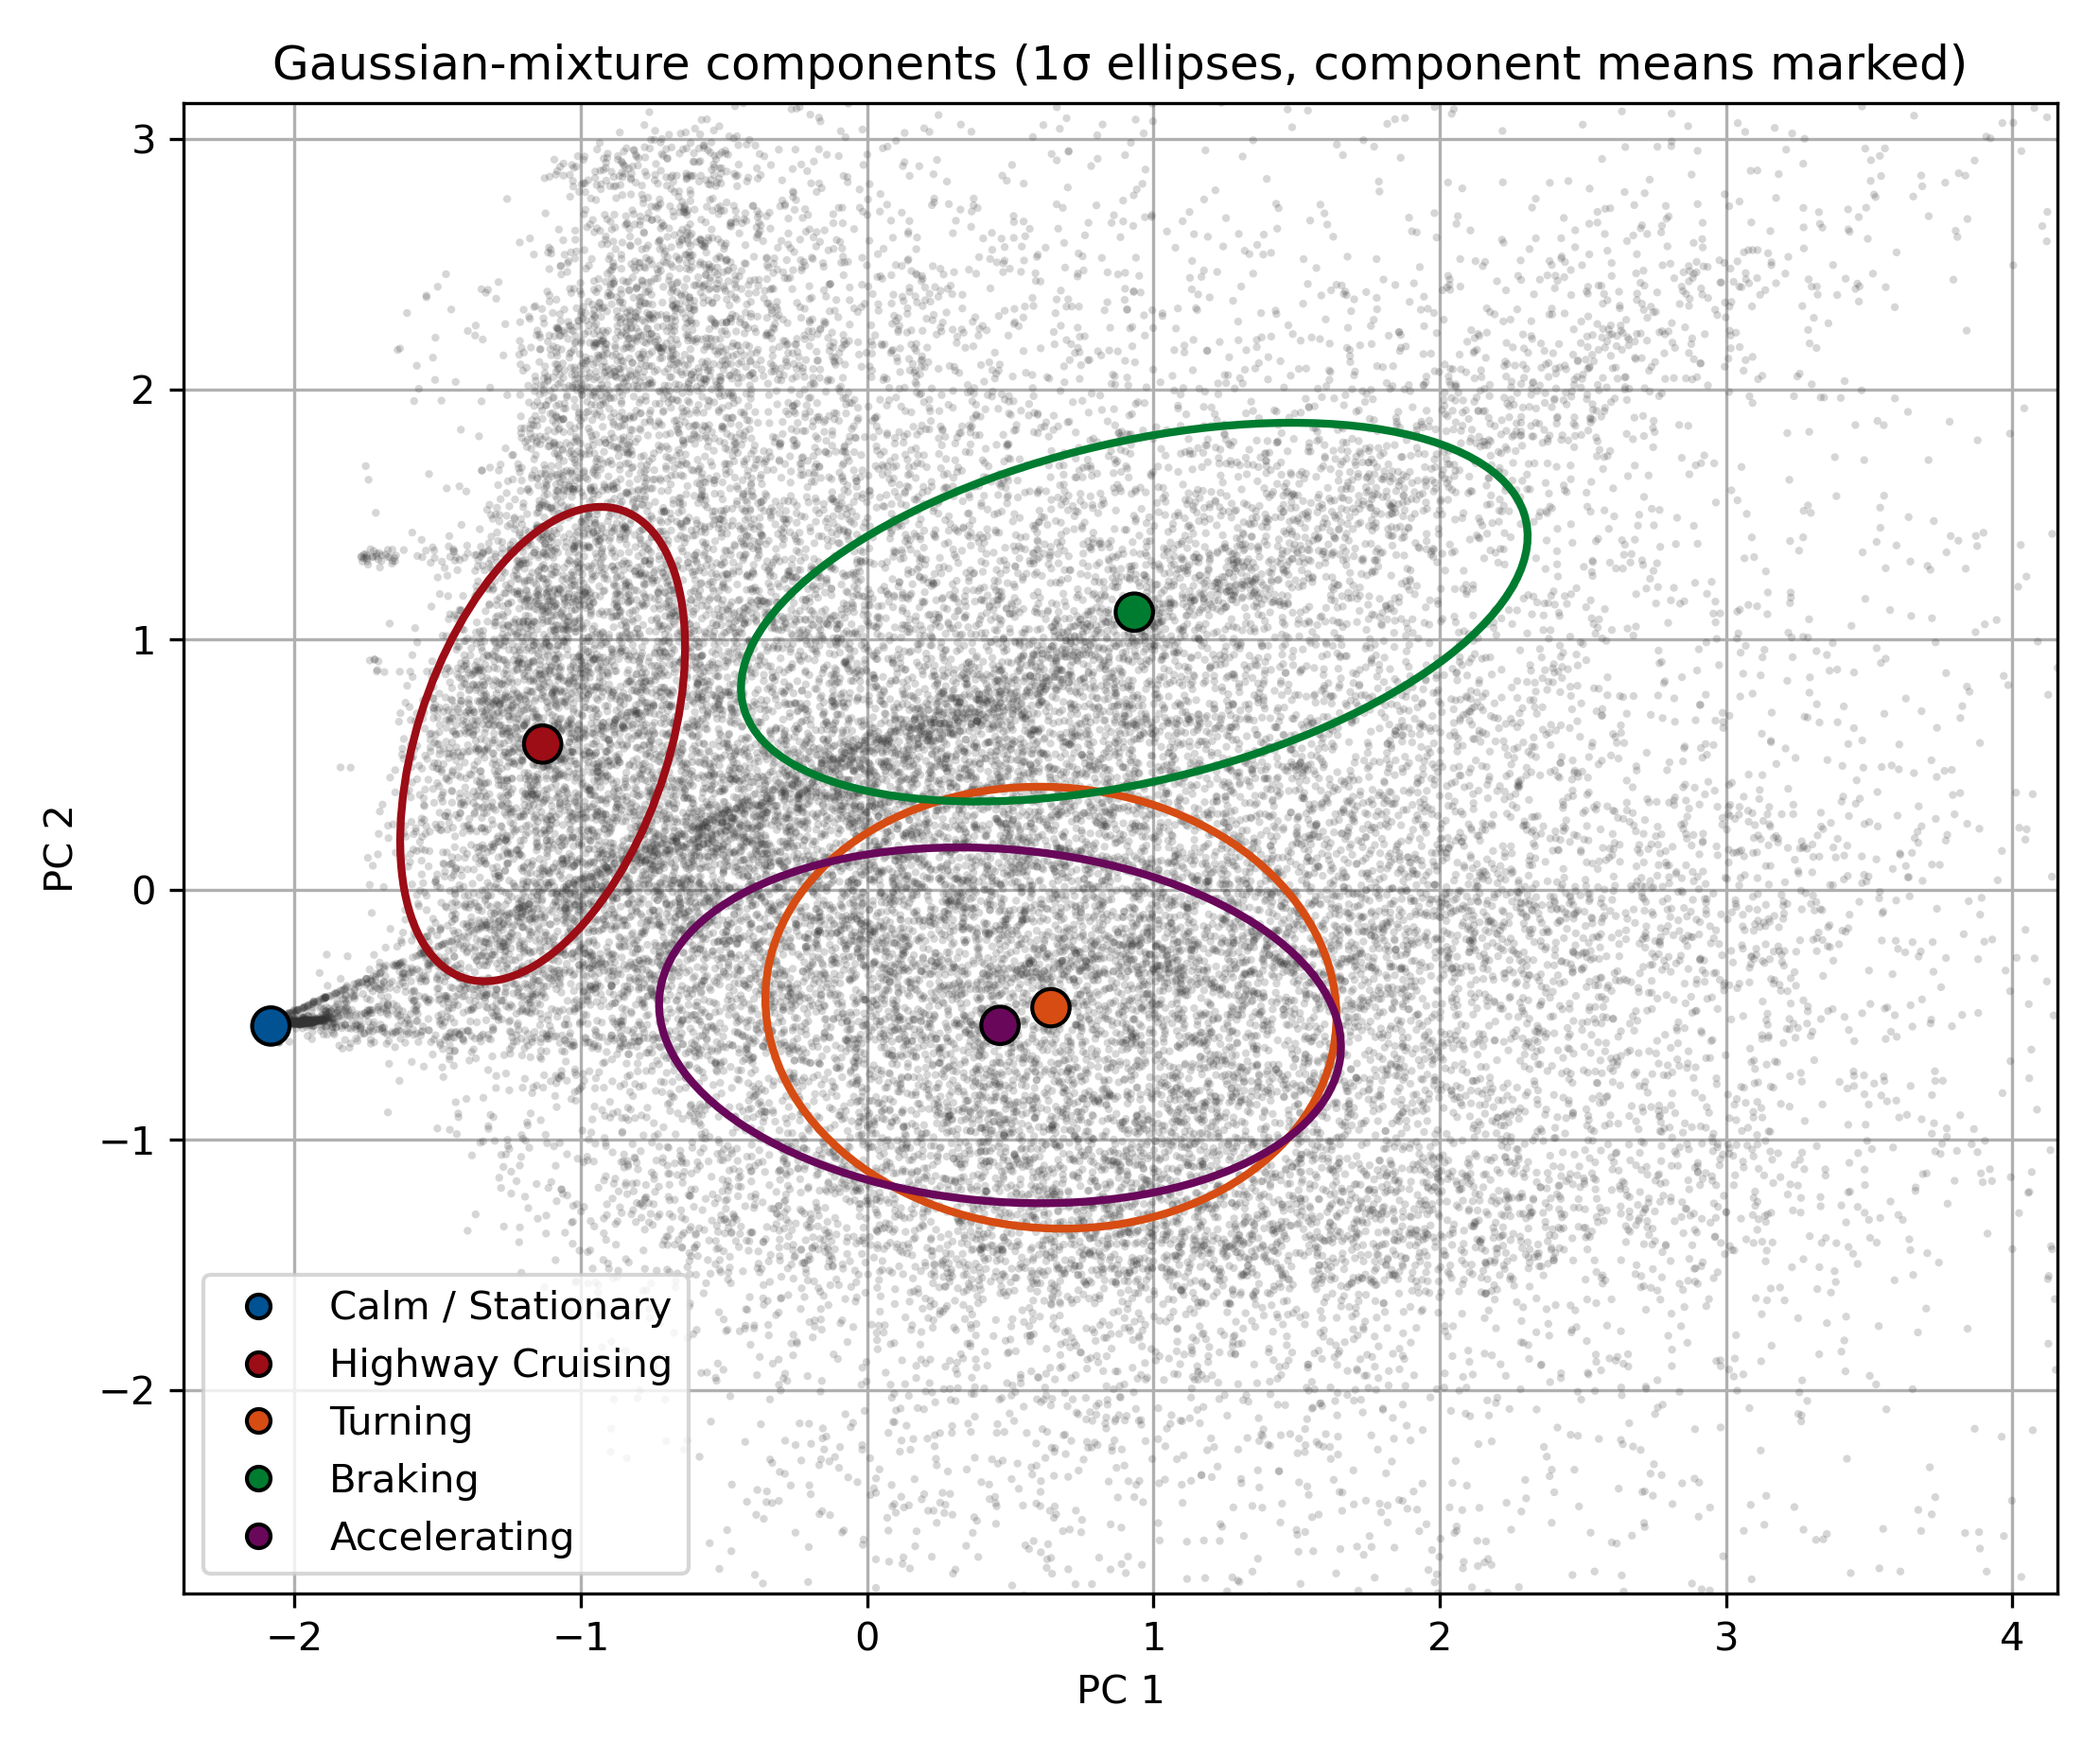 Gaussian-mixture components (1σ ellipses, component means marked)
3
2
1
0
−1
−2
PC 2
Calm / Stationary
Highway Cruising
Turning
Braking
Accelerating
−2 −1 0 1 2 3 4
PC 1